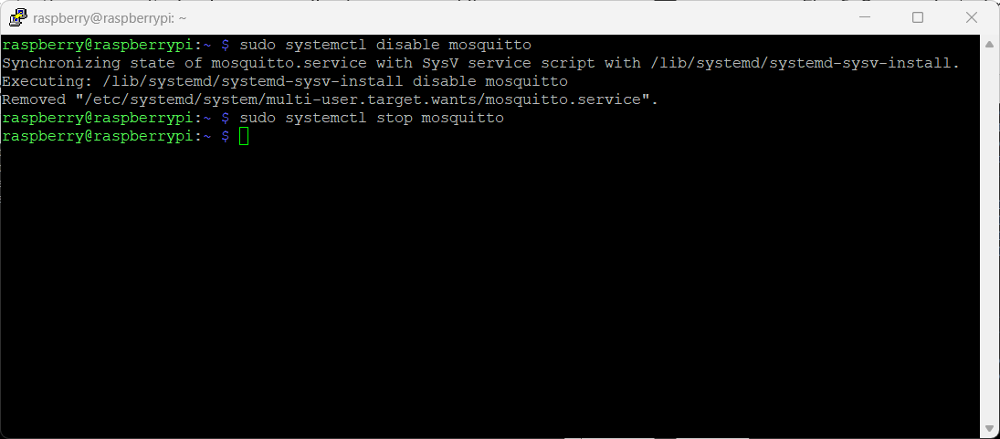 raspberry@raspberrypi: ~
raspberry@raspberrypi:~ $ sudo systemctl disable mosquitto
Synchronizing state of mosquitto.service with SysV service script with /lib/systemd/systemd-sysv-install.
Executing: /lib/systemd/systemd-sysv-install disable mosquitto
Removed "/etc/systemd/system/multi-user.target.wants/mosquitto.service".
raspberry@raspberrypi:~ $ sudo systemctl stop mosquitto
raspberry@raspberrypi:~ $